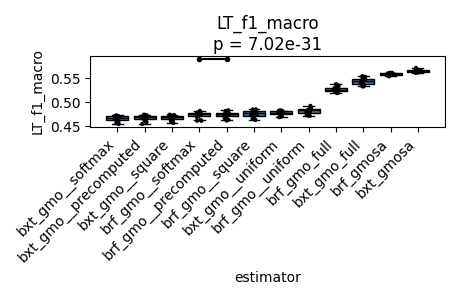 LT_f1_macro
p = 7.02e-31
LT_f1_macro
0.55
0.50
0.45
bxt_gmo__softmax
bxt_gmo__precomputed
bxt_gmo__square
brf_gmo__softmax
brf_gmo__precomputed
brf_gmo__square
bxt_gmo__uniform
brf_gmo__uniform
brf_gmo_full
bxt_gmo_full
brf_gmosa
bxt_gmosa
estimator